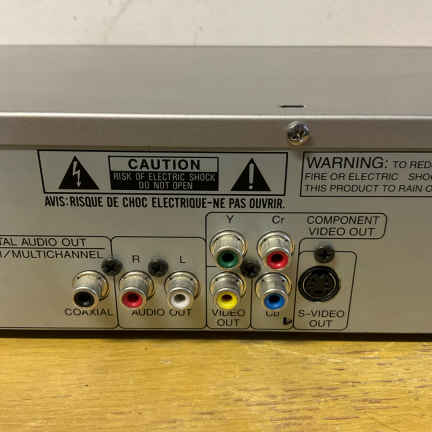 CAUTION
RISK OF ELECTRIC SHOCK
DO NOT OPEN
AVIS: RISQUE DE CHOC ELECTRIQUE-NE PAS OUVRIR.
WARNING: TO RED
FIRE OR ELECTRIC SHOC
THIS PRODUCT TO RAIN O
Y
Cr
COMPONENT
VIDEO OUT
TAL AUDIO OUT
I/MULTICHANNEL
R
L
COAXIAL
AUDIO OUT
VIDEO
OUT
Cb
S-VIDEO
OUT